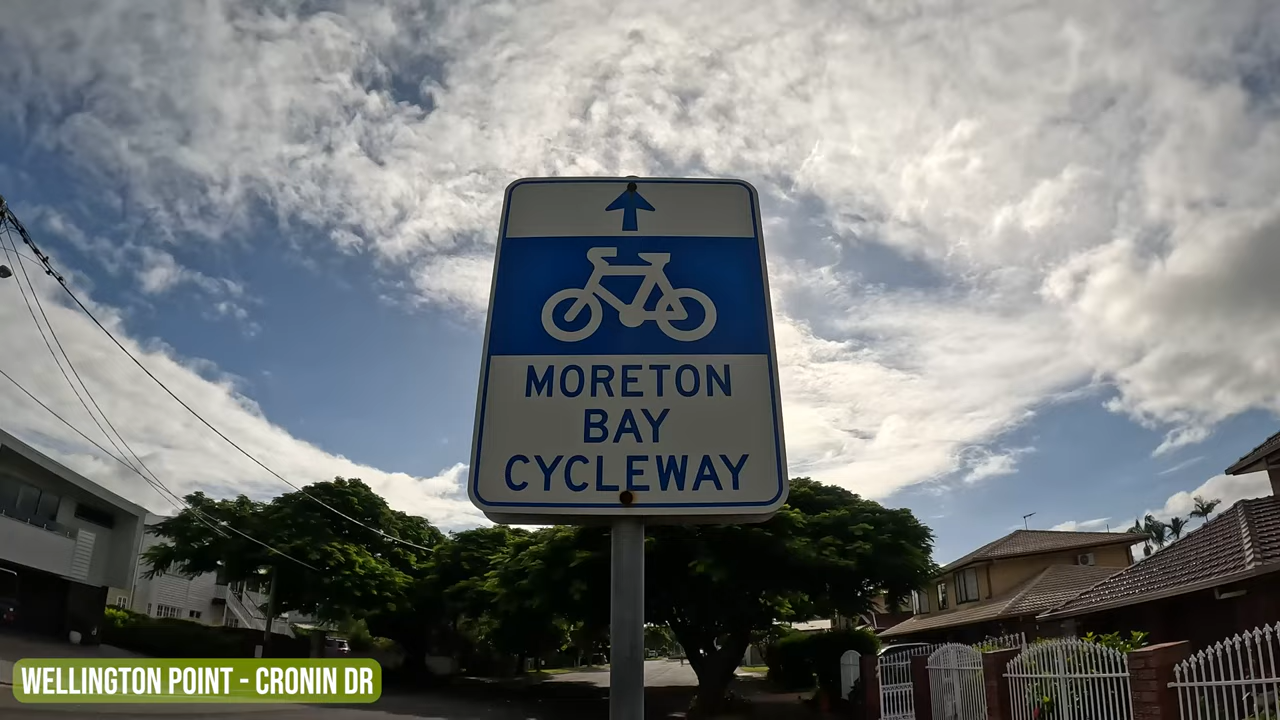 MORETON
BAY
CYCLEWAY
WELLINGTON POINT - CRONIN DR